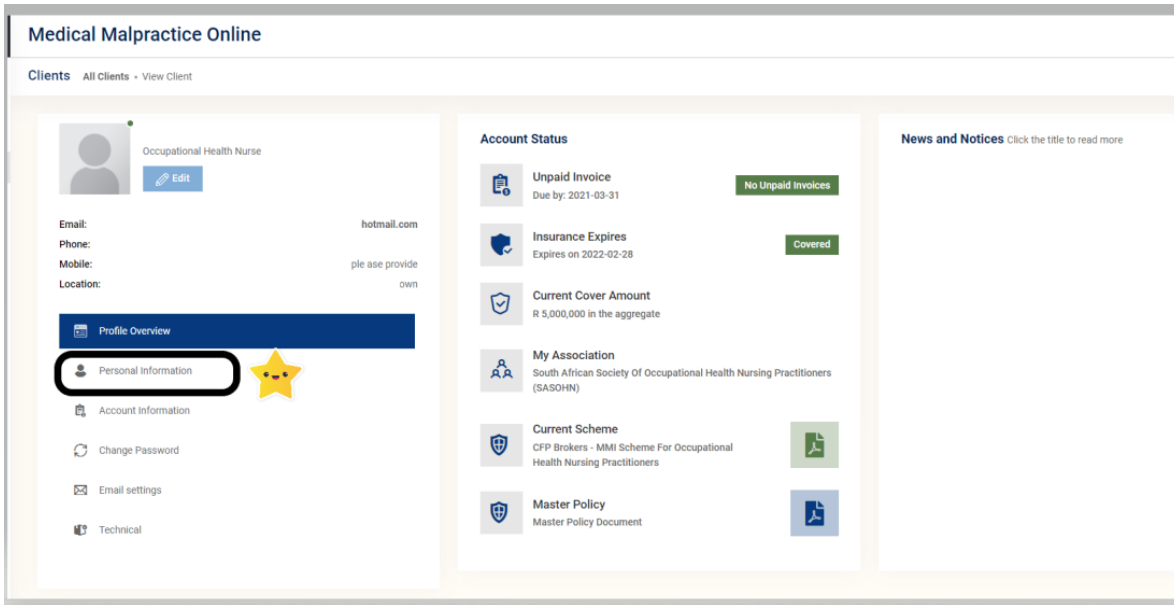 Medical Malpractice Online
Clients All Clients • View Client
Occupational Health Nurse
Edit
Email: hotmail.com
Phone:
Mobile: ple ase provide
Location: own
Profile Overview
Personal Information
Account Information
Change Password
Email settings
Technical
Account Status
Unpaid Invoice
Due by: 2021-03-31
No Unpaid Invoices
Insurance Expires
Expires on 2022-02-28
Covered
Current Cover Amount
R 5,000,000 in the aggregate
My Association
South African Society Of Occupational Health Nursing Practitioners
(SASOHN)
Current Scheme
CFP Brokers - MMI Scheme For Occupational
Health Nursing Practitioners
Master Policy
Master Policy Document
News and Notices Click the title to read more